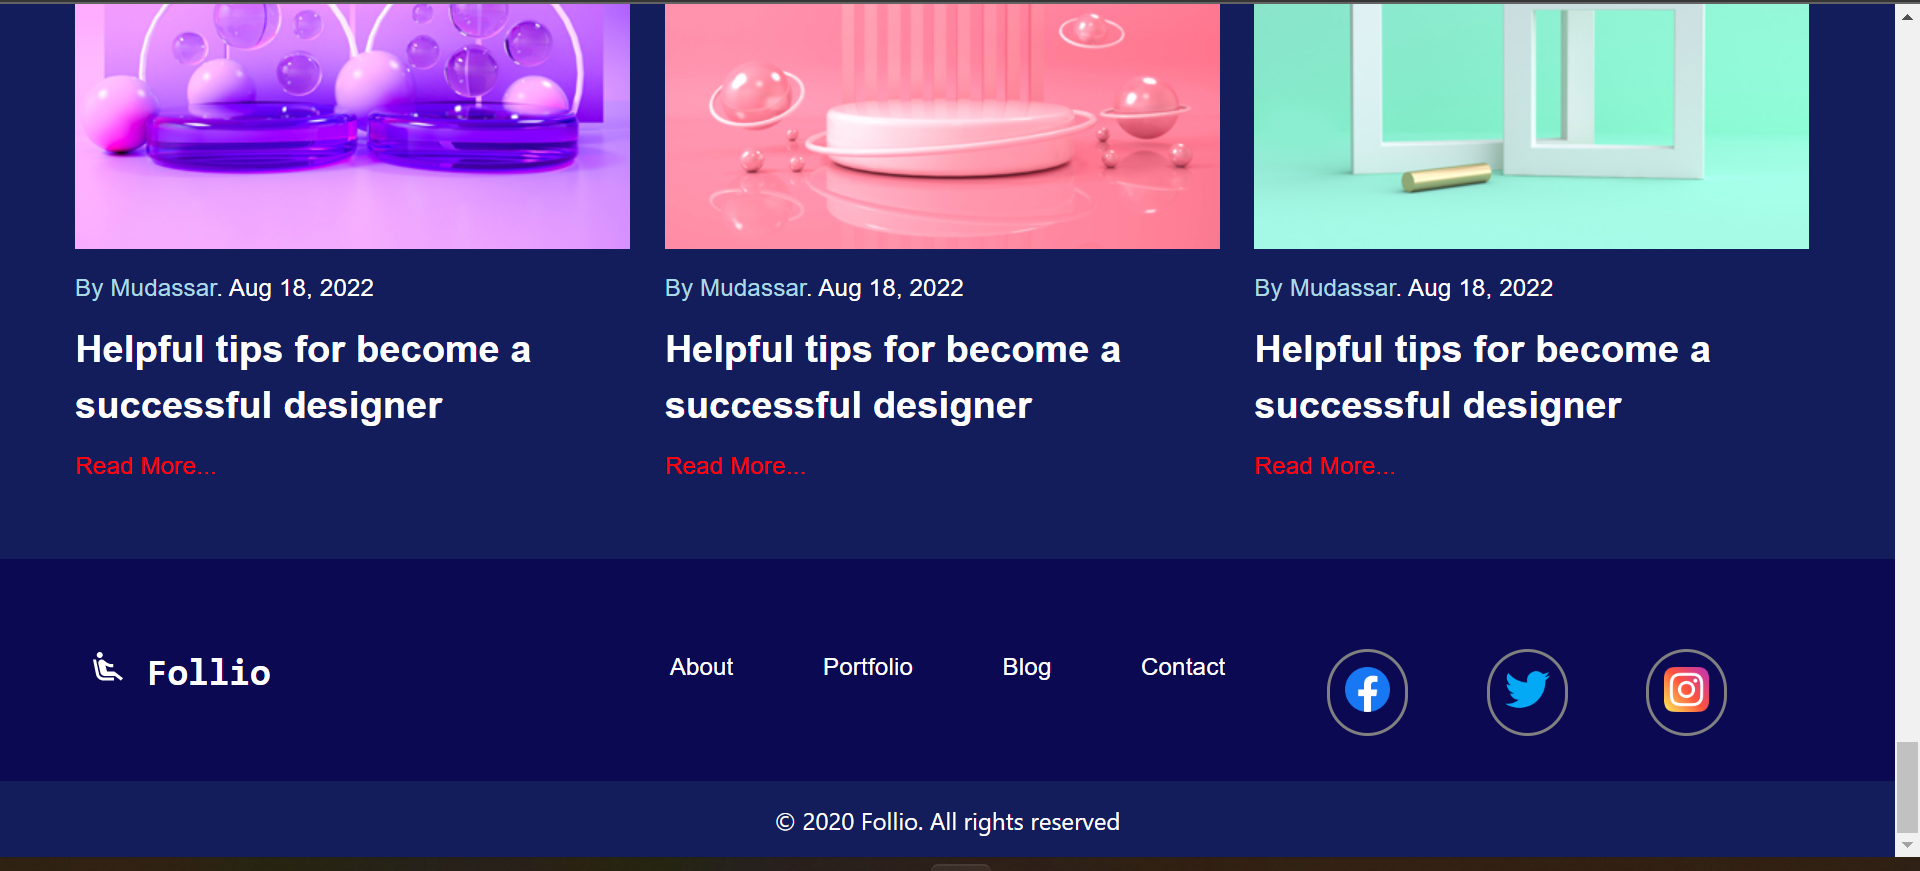 By Mudassar. Aug 18, 2022
Helpful tips for become a
successful designer
Read More...
By Mudassar. Aug 18, 2022
Helpful tips for become a
successful designer
Read More...
By Mudassar. Aug 18, 2022
Helpful tips for become a
successful designer
Read More...
Follio
About Portfolio Blog Contact
© 2020 Follio. All rights reserved